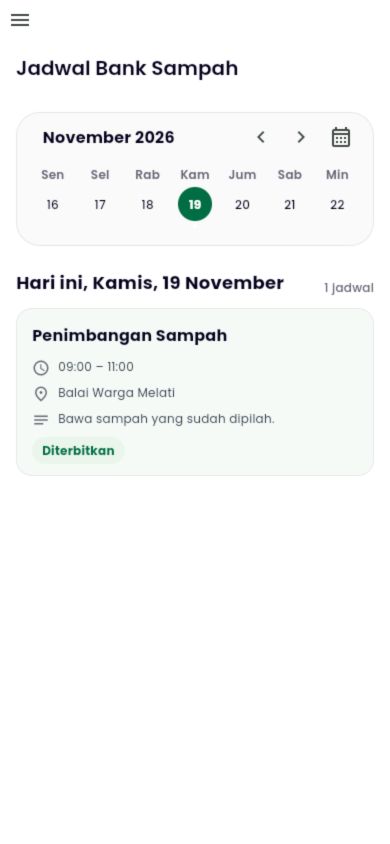 Jadwal Bank Sampah
November 2026
Sen Sel Rab Kam Jum Sab Min
16 17 18 19 20 21 22
Hari ini, Kamis, 19 November 1 jadwal
Penimbangan Sampah
09:00 – 11:00
Balai Warga Melati
Bawa sampah yang sudah dipilah.
Diterbitkan